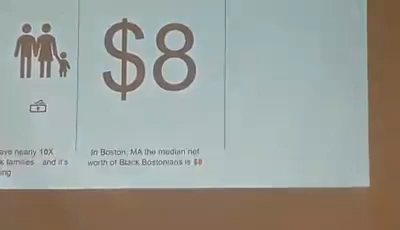 $8
ave nearly 10X
k families... and it's
ing
In Boston, MA the median net
worth of Black Bostonians is $8